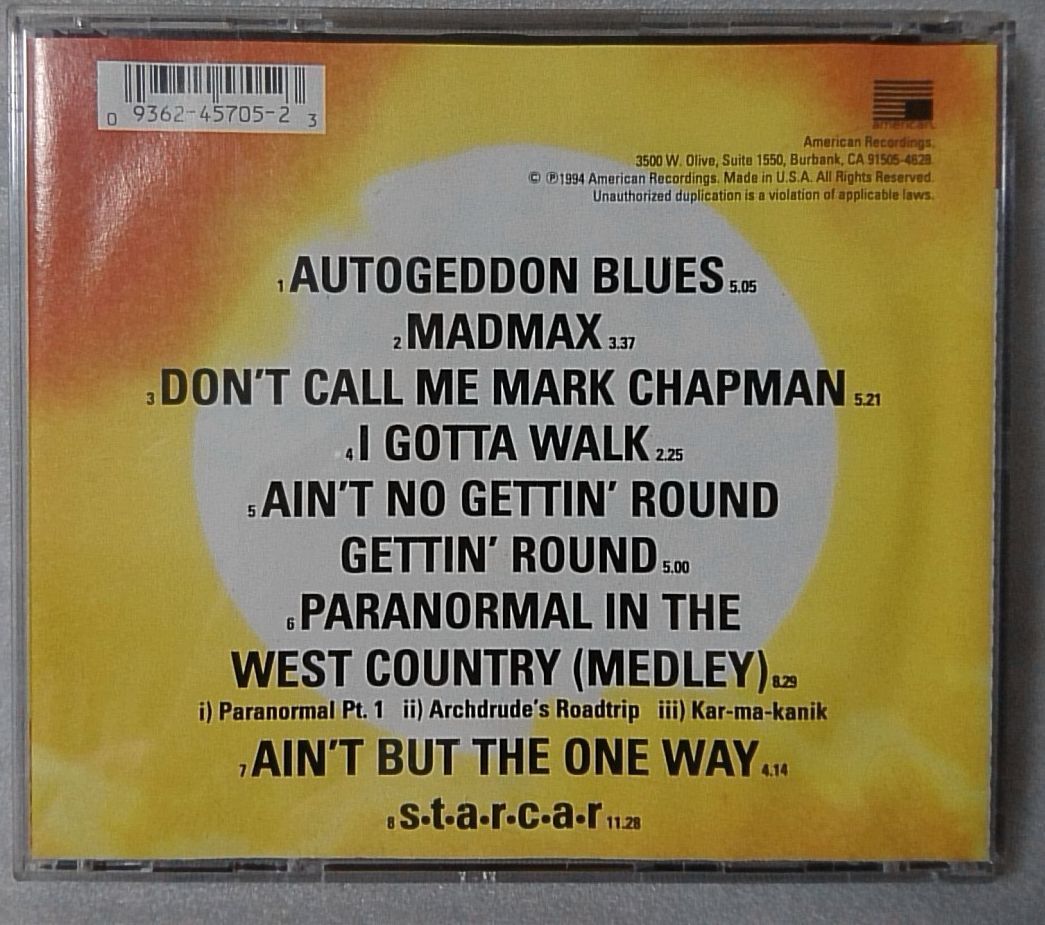 0 9362-45705-2 3
american.
American Recordings.
3500 W. Olive, Suite 1550, Burbank, CA 91505-4628
© ℗1994 American Recordings. Made in U.S.A. All Rights Reserved.
Unauthorized duplication is a violation of applicable laws.
1 AUTOGEDDON BLUES 5.05
2 MADMAX 3.37
3 DON'T CALL ME MARK CHAPMAN 5.21
4 I GOTTA WALK 2.25
5 AIN'T NO GETTIN' ROUND
GETTIN' ROUND 5.00
6 PARANORMAL IN THE
WEST COUNTRY (MEDLEY) 8.29
i) Paranormal Pt. 1 ii) Archdrude's Roadtrip iii) Kar-ma-kanik
7 AIN'T BUT THE ONE WAY 4.14
8 s•t•a•r•c•a•r 11.28